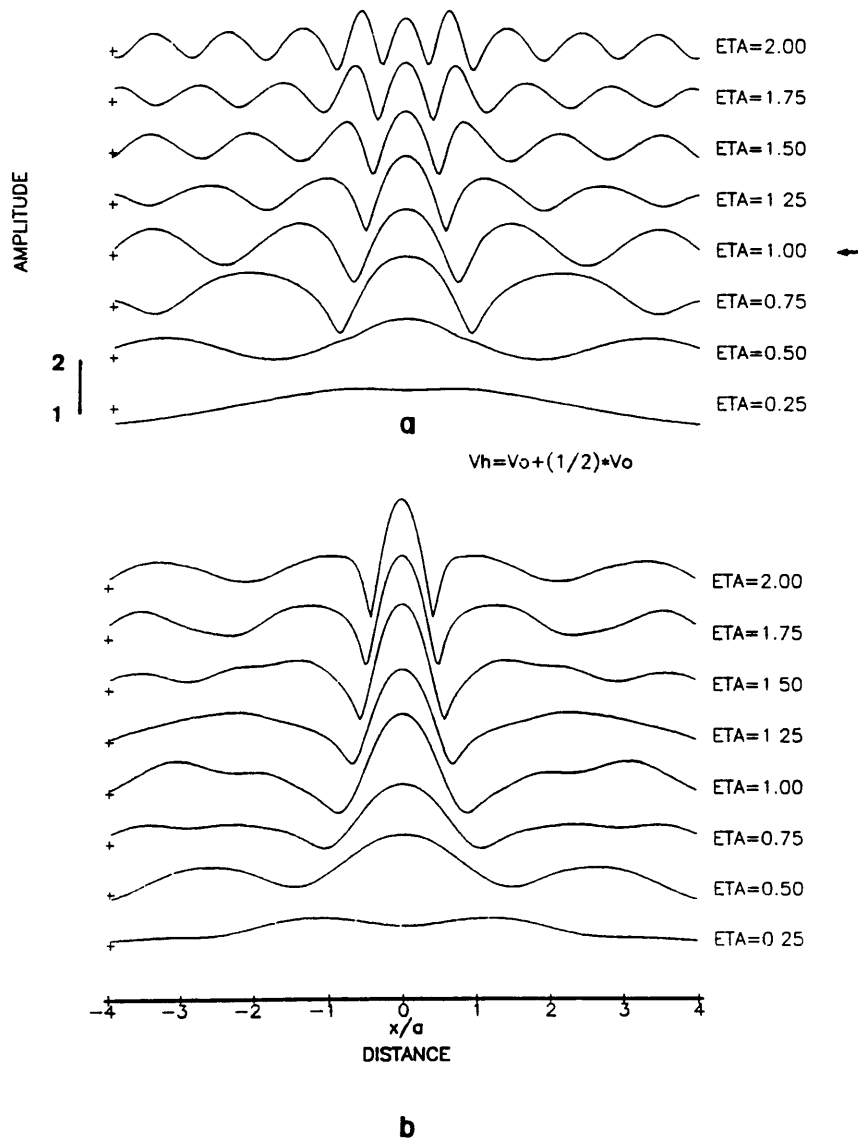 AMPLITUDE
ETA=2.00
ETA=1.75
ETA=1.50
ETA=1 25
ETA=1.00
ETA=0.75
ETA=0.50
ETA=0.25
2
1
a
Vh=Vo+(1/2)*Vo
ETA=2.00
ETA=1.75
ETA=1 50
ETA=1 25
ETA=1.00
ETA=0.75
ETA=0.50
ETA=0 25
-4 -3 -2 -1 0 1 2 3 4
x/a
DISTANCE
b